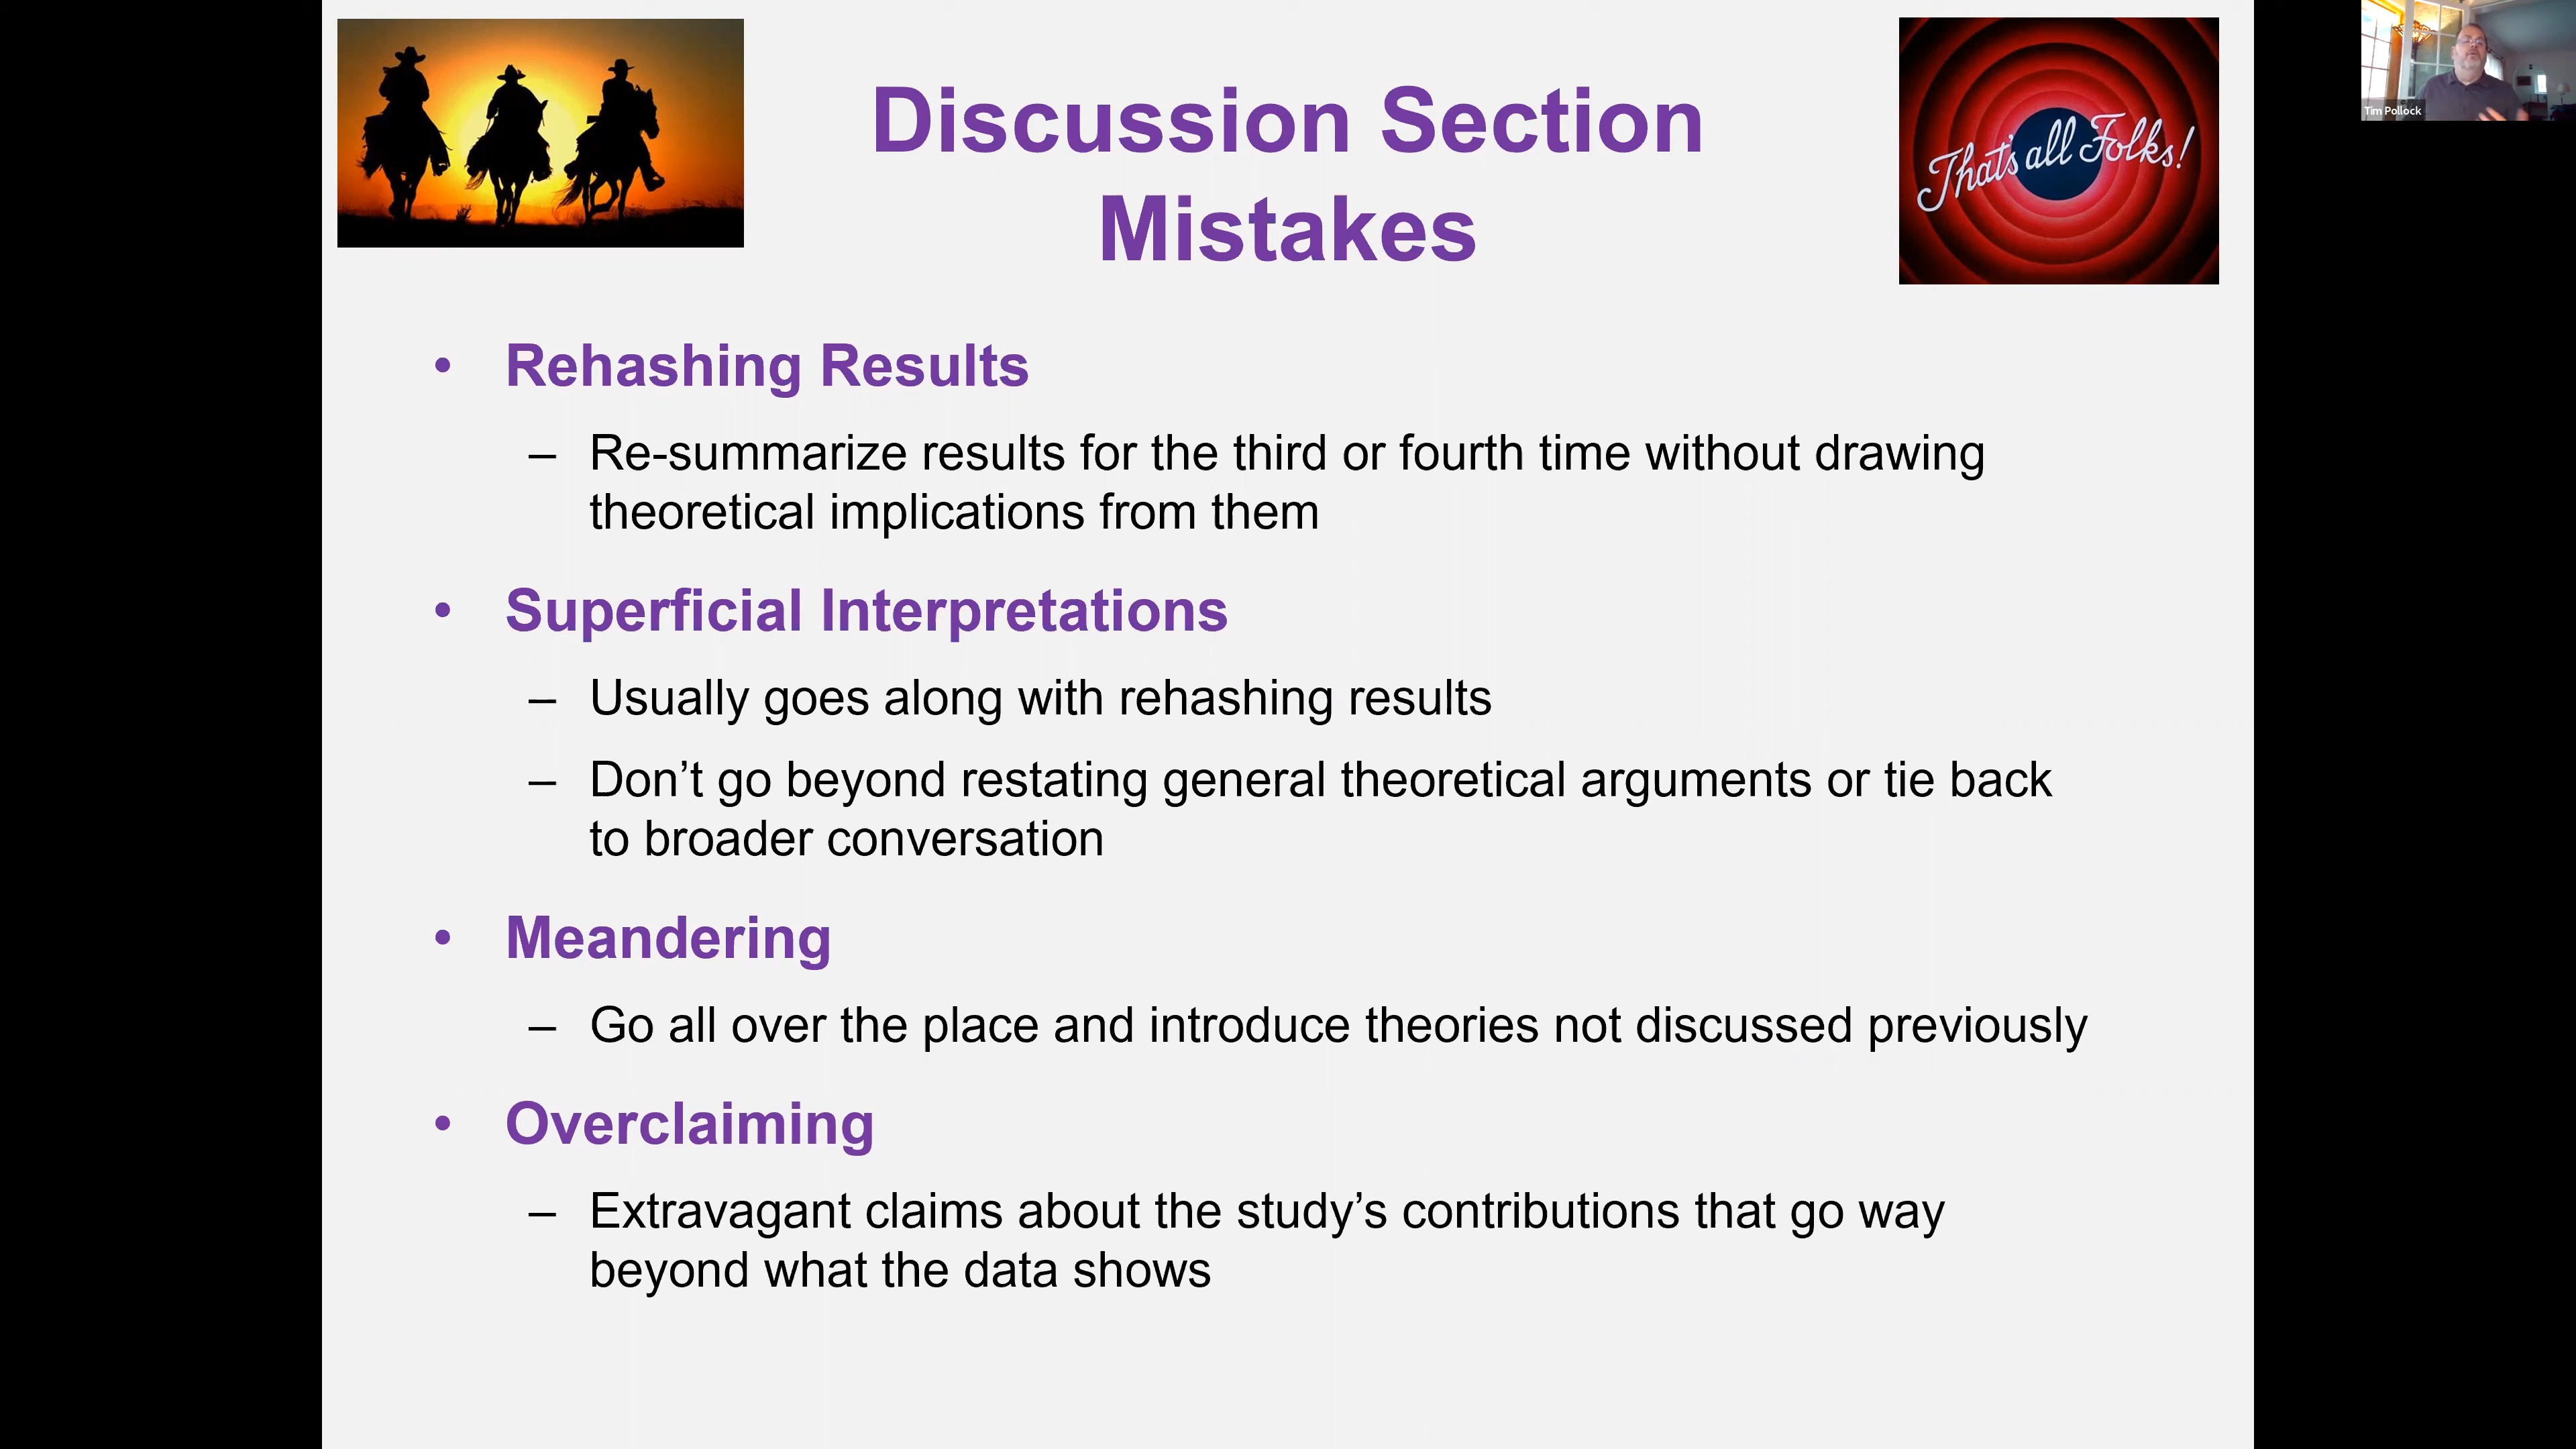 Discussion Section
Mistakes
That's all Folks!
Tim Pollock
• Rehashing Results
– Re-summarize results for the third or fourth time without drawing
theoretical implications from them
• Superficial Interpretations
– Usually goes along with rehashing results
– Don’t go beyond restating general theoretical arguments or tie back
to broader conversation
• Meandering
– Go all over the place and introduce theories not discussed previously
• Overclaiming
– Extravagant claims about the study’s contributions that go way
beyond what the data shows